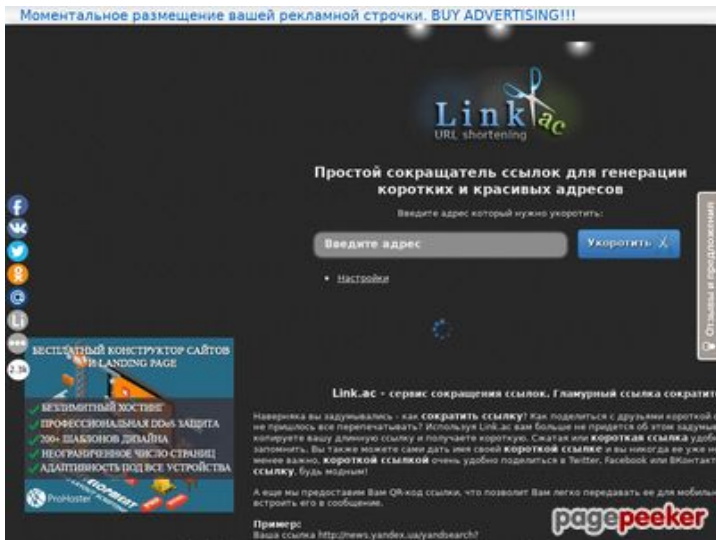 Моментальное размещение вашей рекламной строчки. BUY ADVERTISING!!!
Link ac
URL shortening
Простой сокращатель ссылок для генерации
коротких и красивых адресов
Введите адрес который нужно укоротить:
Введите адрес
Укоротить
Настройки
Отзывы и предложения
Li
2.3k
БЕСПЛАТНЫЙ КОНСТРУКТОР САЙТОВ
И LANDING PAGE
БЕЗЛИМИТНЫЙ ХОСТИНГ
ПРОФЕССИОНАЛЬНАЯ DDoS ЗАЩИТА
200+ ШАБЛОНОВ ДИЗАЙНА
НЕОГРАНИЧЕННОЕ ЧИСЛО СТРАНИЦ
АДАПТИВНОСТЬ ПОД ВСЕ УСТРОЙСТВА
ProHoster
Link.ac - сервис сокращения ссылок. Гламурный ссылка сократит
Наверняка вы задумывались - как сократить ссылку? Как поделиться с друзьями короткой
не пришлось все перепечатывать? Используя Link.ac вам больше не придется об этом задумы
копируете вашу длинную ссылку и получаете короткую. Сжатая или короткая ссылка удоб
запомнить. Вы также можете сами дать имя своей короткой ссылке и вы никогда ее уже н
менее важно, короткой ссылкой очень удобно поделиться в Twitter, Facebook или ВКонтакт
ссылку, будь модным!
А еще мы предоставим Вам QR-код ссылки, что позволит Вам легко передавать ее для мобиль
встроить его в сообщение.
Пример:
Ваша ссылка http://news.yandex.ua/yandsearch?
pagepeeker